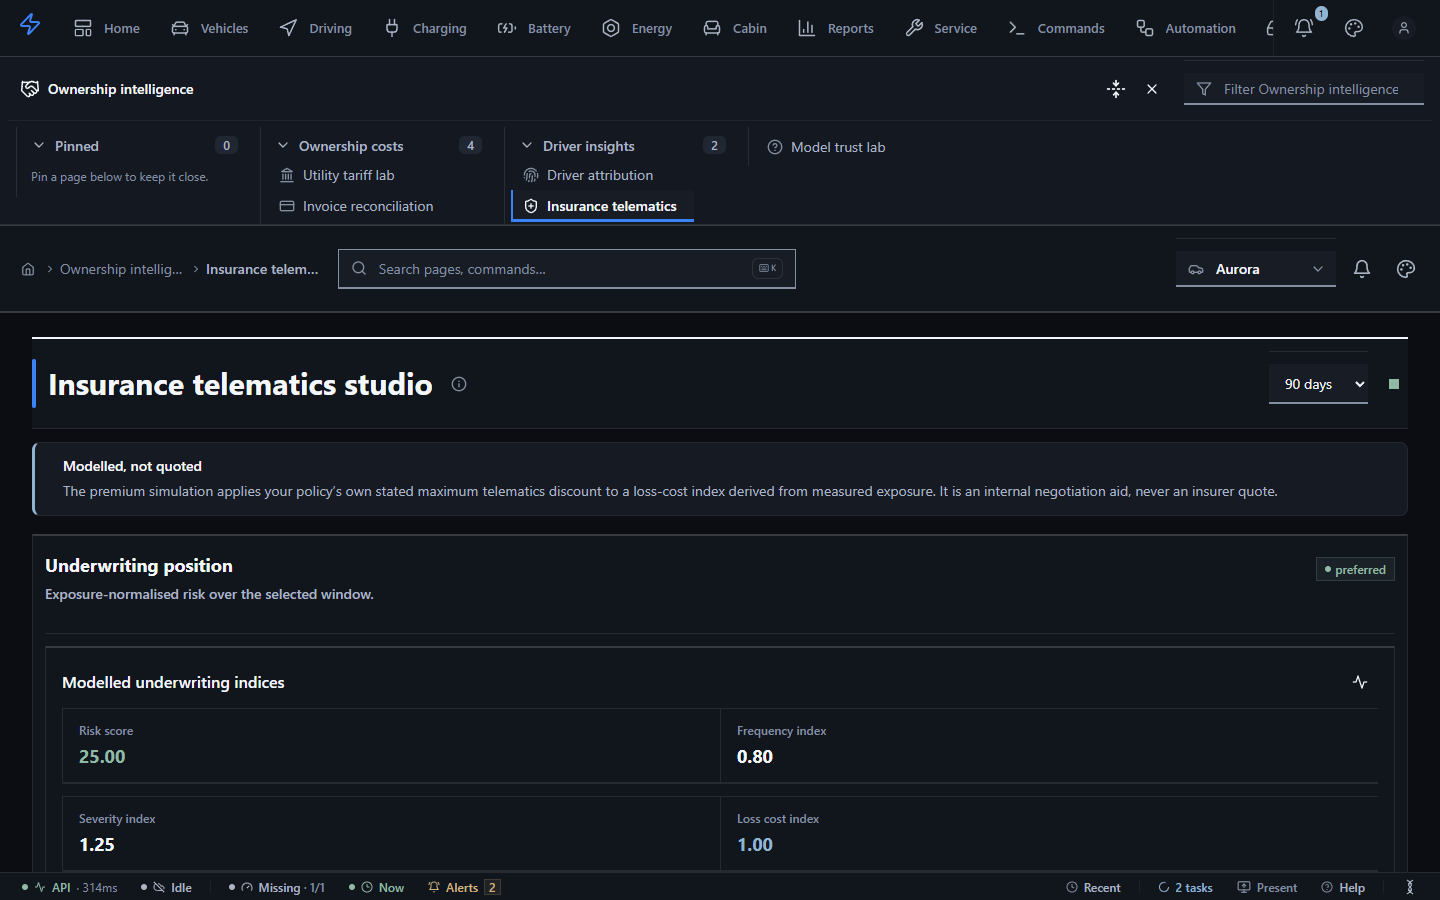 Home Vehicles Driving Charging Battery Energy Cabin Reports Service Commands Automation 1
Ownership intelligence Filter Ownership intelligence
Pinned 0 Ownership costs 4 Driver insights 2 Model trust lab
Pin a page below to keep it close. Utility tariff lab Driver attribution
Invoice reconciliation Insurance telematics
Ownership intellig... Insurance telem... Search pages, commands... K Aurora
Insurance telematics studio 90 days
Modelled, not quoted
The premium simulation applies your policy’s own stated maximum telematics discount to a loss-cost index derived from measured exposure. It is an internal negotiation aid, never an insurer quote.
Underwriting position preferred
Exposure-normalised risk over the selected window.
Modelled underwriting indices
Risk score Frequency index
25.00 0.80
Severity index Loss cost index
1.25 1.00
API · 314ms Idle Missing · 1/1 Now Alerts 2 Recent 2 tasks Present Help